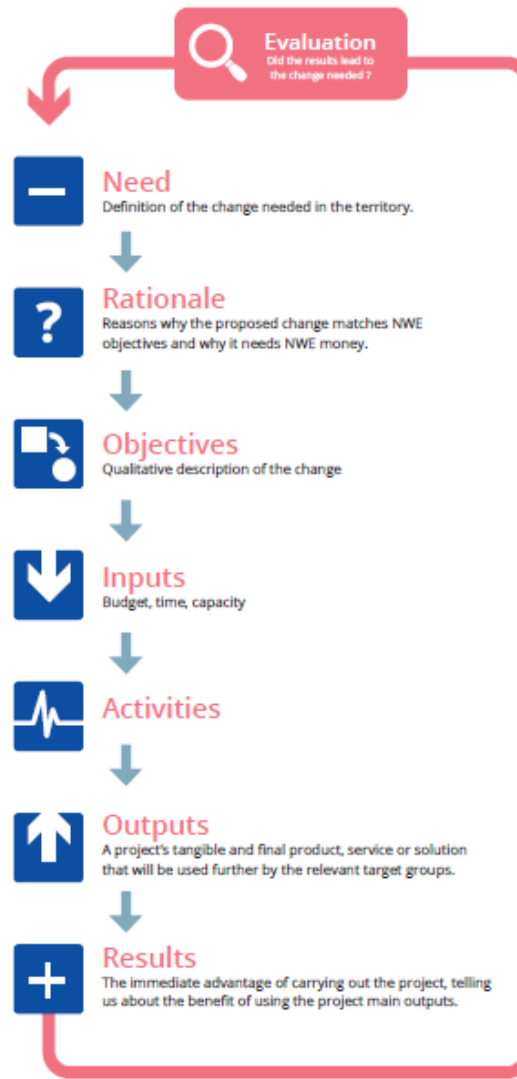 Evaluation
Did the results lead to
the change needed ?
Need
Definition of the change needed in the territory.
?
Rationale
Reasons why the proposed change matches NWE
objectives and why it needs NWE money.
Objectives
Qualitative description of the change
Inputs
Budget, time, capacity
Activities
Outputs
A project's tangible and final product, service or solution
that will be used further by the relevant target groups.
Results
The immediate advantage of carrying out the project, telling
us about the benefit of using the project main outputs.